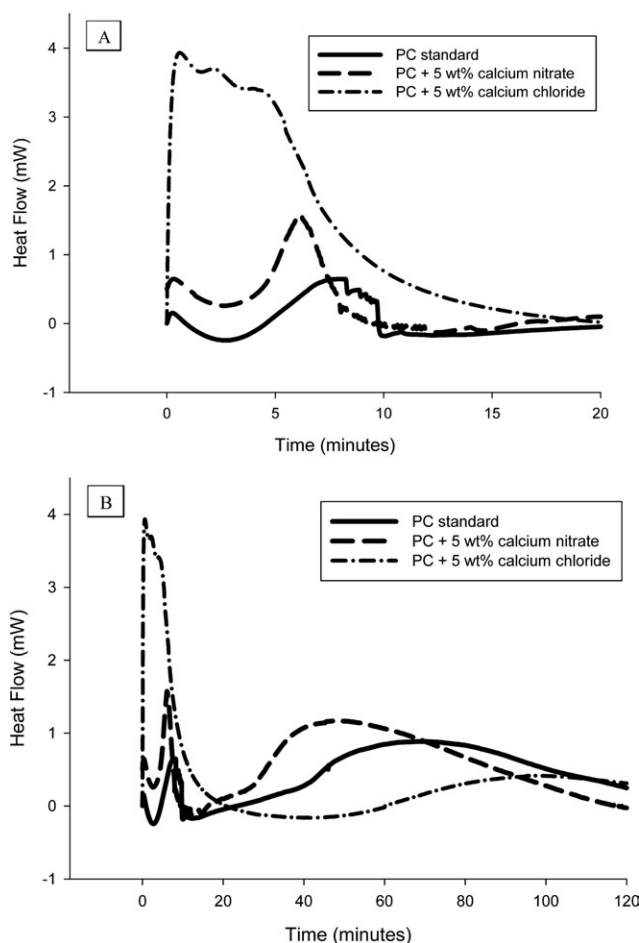 A
PC standard
PC + 5 wt% calcium nitrate
PC + 5 wt% calcium chloride
4
3
2
1
0
-1
Heat Flow (mW)
0
5
10
15
20
Time (minutes)
B
PC standard
PC + 5 wt% calcium nitrate
PC + 5 wt% calcium chloride
4
3
2
1
0
-1
Heat Flow (mW)
0
20
40
60
80
100
120
Time (minutes)